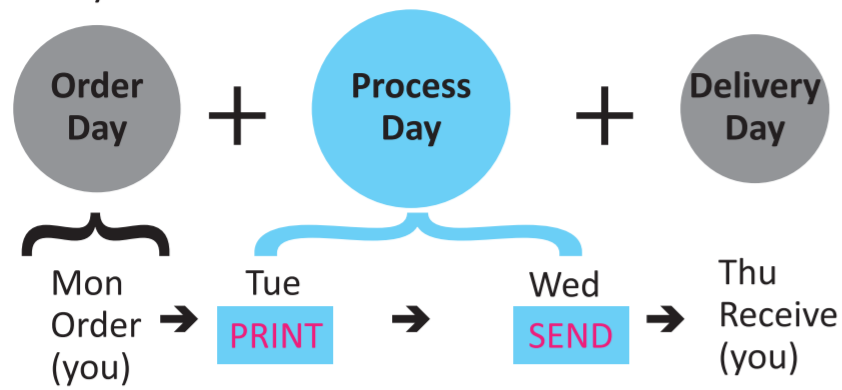 Order
Day
+
Process
Day
+
Delivery
Day
Mon
Order
(you)
Tue
PRINT
Wed
SEND
Thu
Receive
(you)